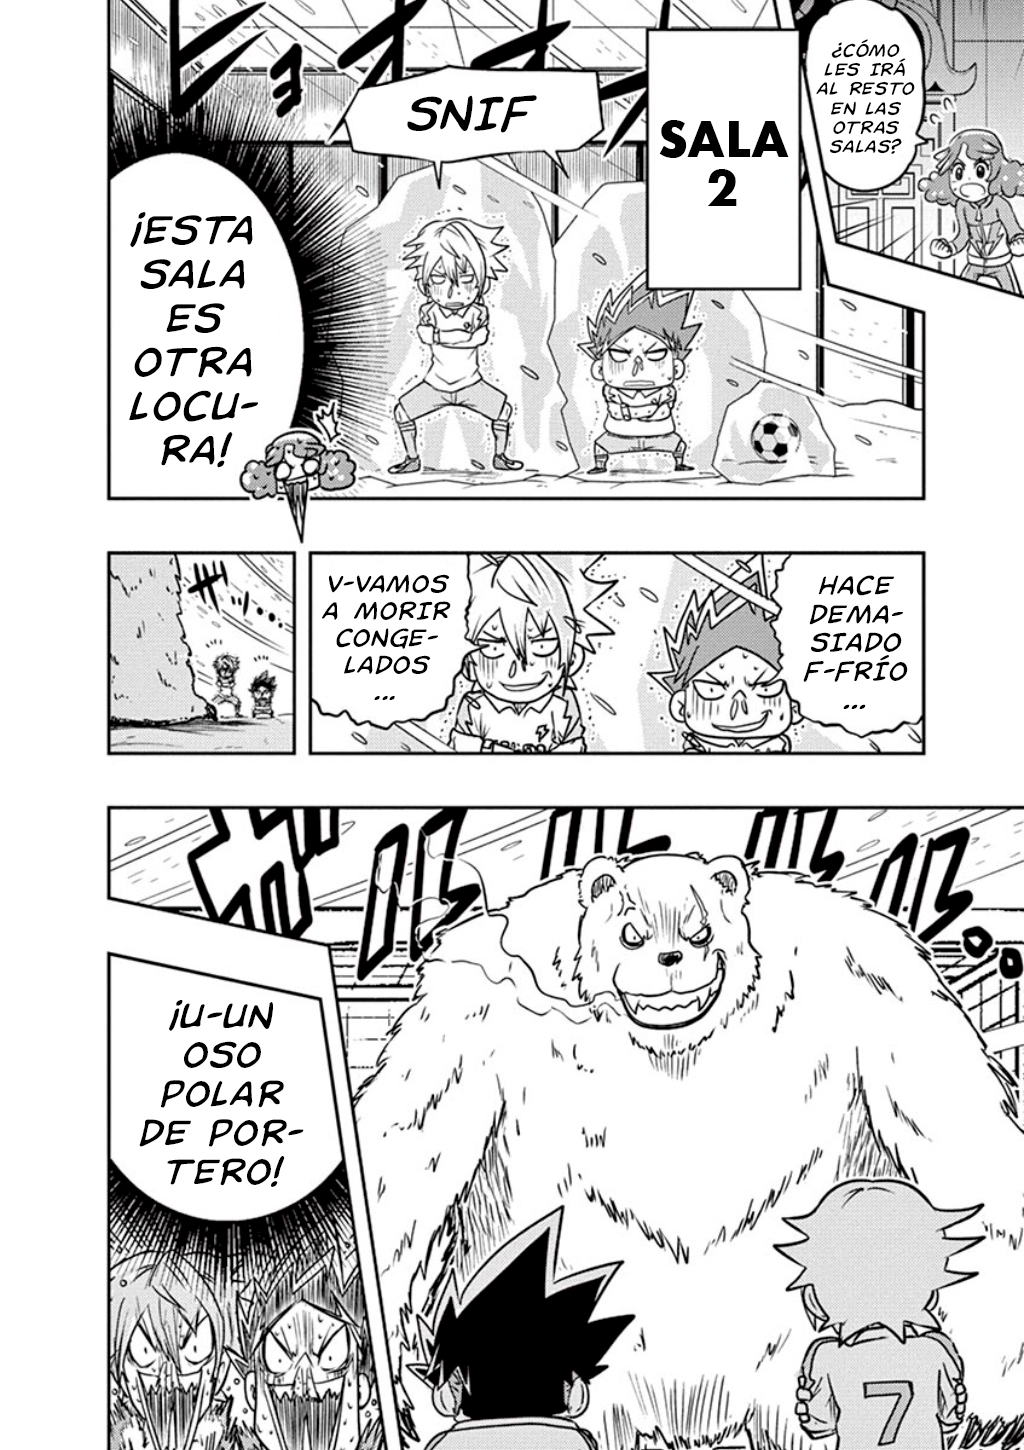 ¿CÓMO
LES IRÁ
AL RESTO
EN LAS
OTRAS
SALAS?
SALA
2
SNIF
¡ESTA
SALA
ES
OTRA
LOCU-
RA!
HACE
DEMA-
SIADO
F-FRÍO
...
V-VAMOS
A MORIR
CONGE-
LADOS
...
¡U-UN
OSO
POLAR
DE POR-
TERO!
7